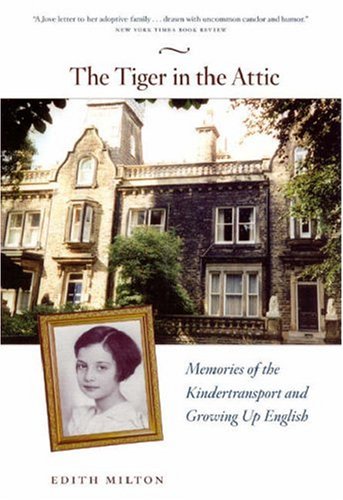 "A love letter to her adoptive family . . . drawn with uncommon candor and humor."
NEW YORK TIMES BOOK REVIEW
The Tiger in the Attic
Memories of the
Kindertransport and
Growing Up English
EDITH MILTON